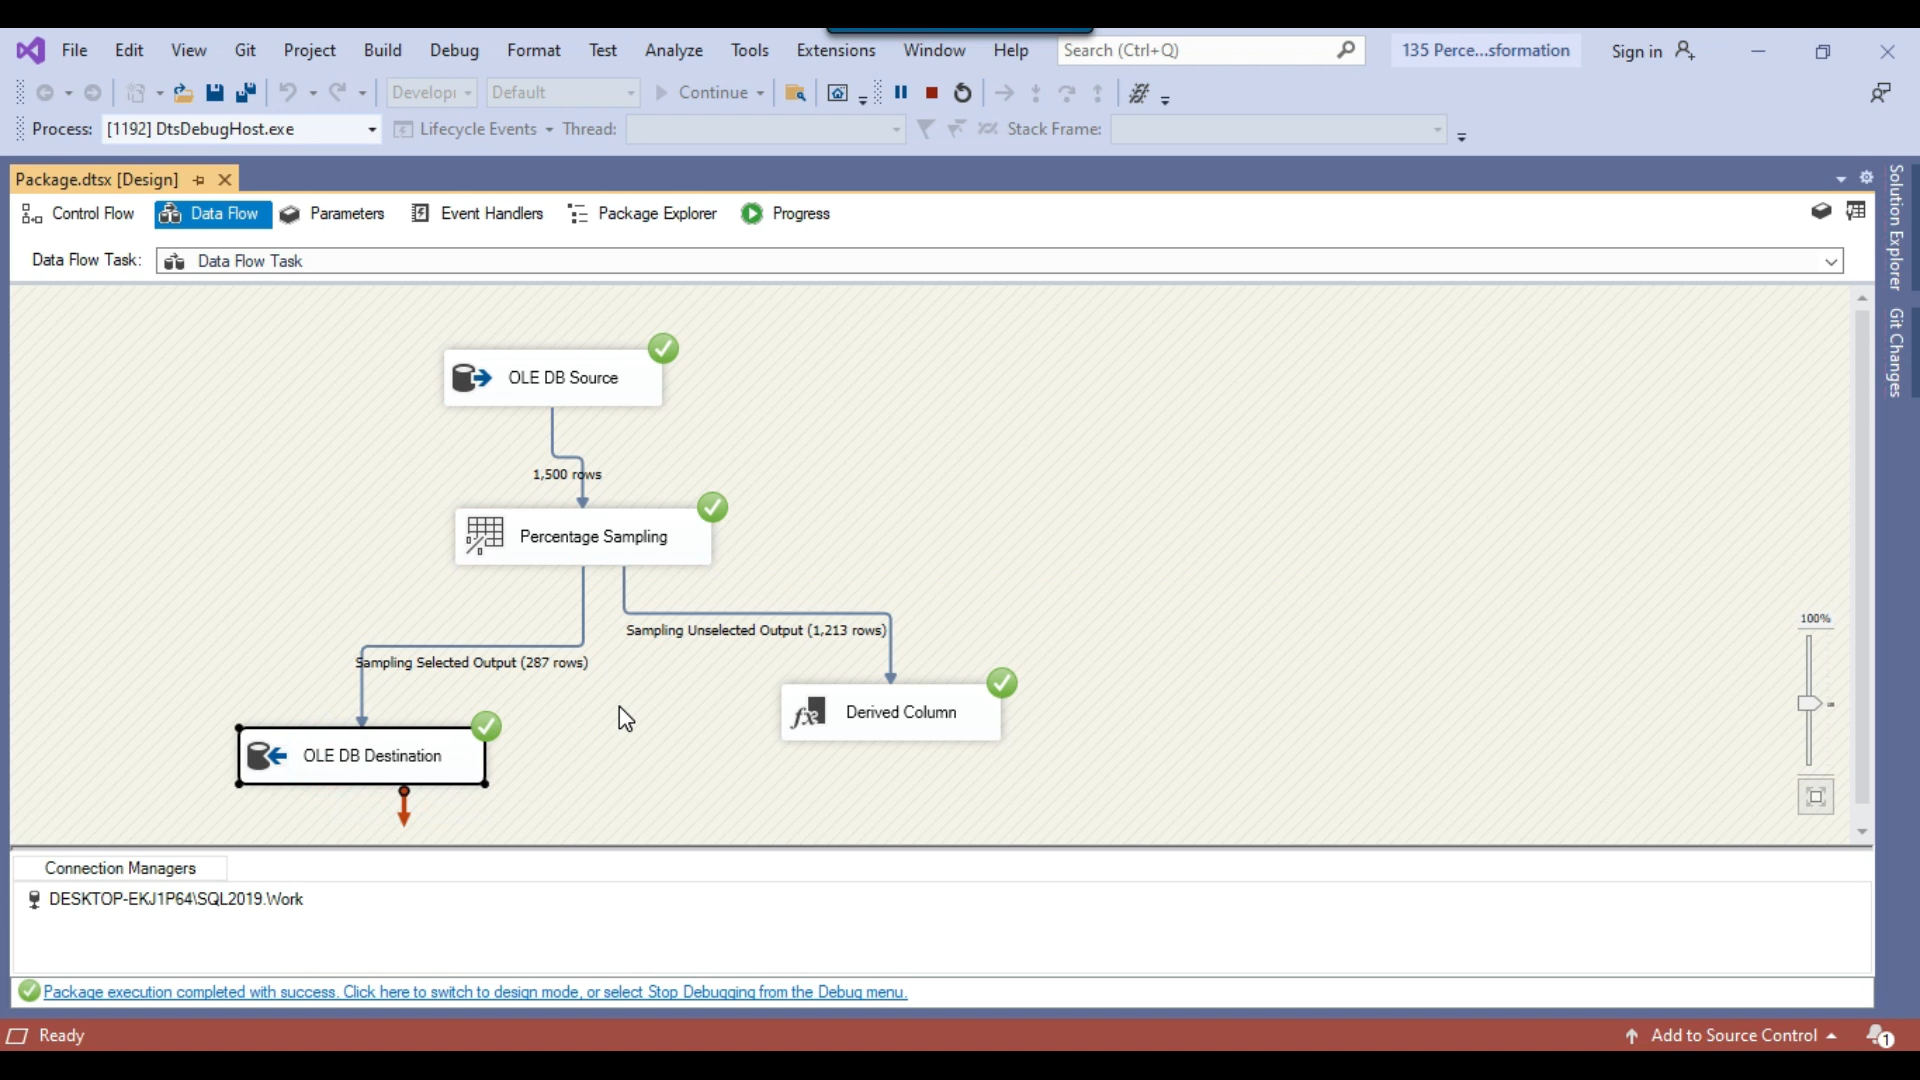 File Edit View Git Project Build Debug Format Test Analyze Tools Extensions Window Help Search (Ctrl+Q) 135 Perce...sformation Sign in
Developi Default Continue
Process: [1192] DtsDebugHost.exe Lifecycle Events Thread: Stack Frame:
Package.dtsx [Design]
Control Flow Data Flow Parameters Event Handlers Package Explorer Progress
Data Flow Task: Data Flow Task
Solution Explorer
Git Changes
OLE DB Source
1,500 rows
Percentage Sampling
Sampling Unselected Output (1,213 rows)
Sampling Selected Output (287 rows)
Derived Column
OLE DB Destination
100%
Connection Managers
DESKTOP-EKJ1P64\SQL2019.Work
Package execution completed with success. Click here to switch to design mode, or select Stop Debugging from the Debug menu.
Ready Add to Source Control 1